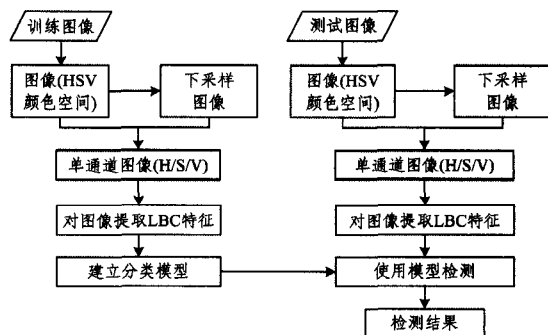 训练图像
图像(HSV
颜色空间)
下采样
图像
单通道图像(H/S/V)
对图像提取LBC特征
建立分类模型
测试图像
图像(HSV
颜色空间)
下采样
图像
单通道图像(H/S/V)
对图像提取LBC特征
使用模型检测
检测结果